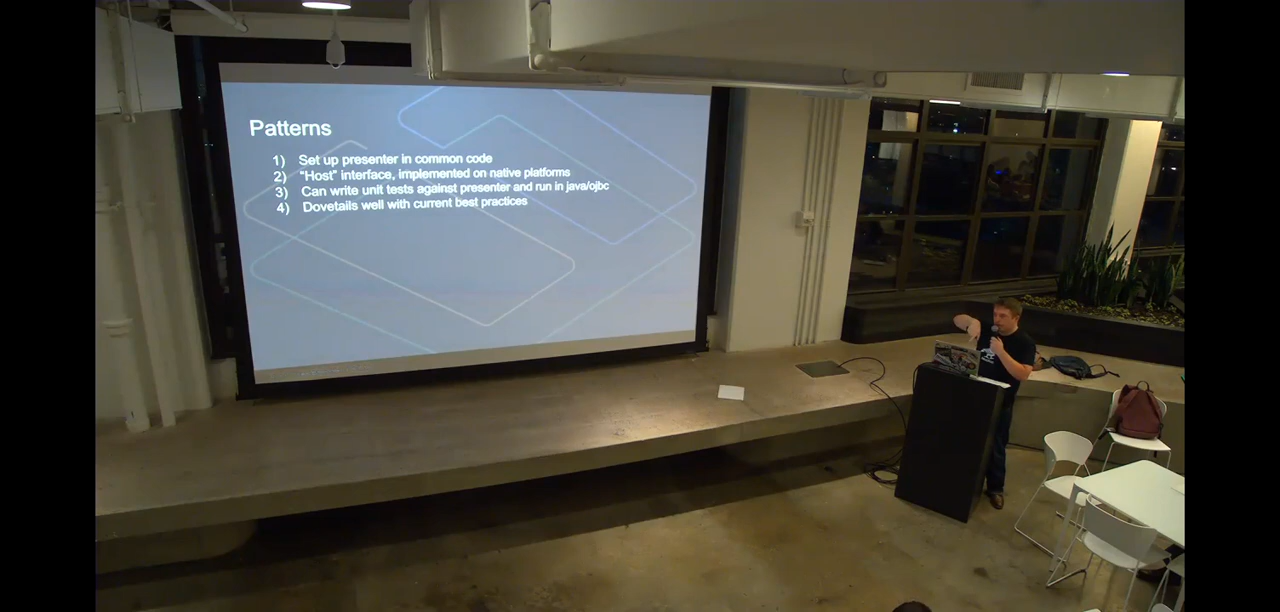 Patterns
1) Set up presenter in common code
2) “Host” interface, implemented on native platforms
3) Can write unit tests against presenter and run in java/ojbc
4) Dovetails well with current best practices